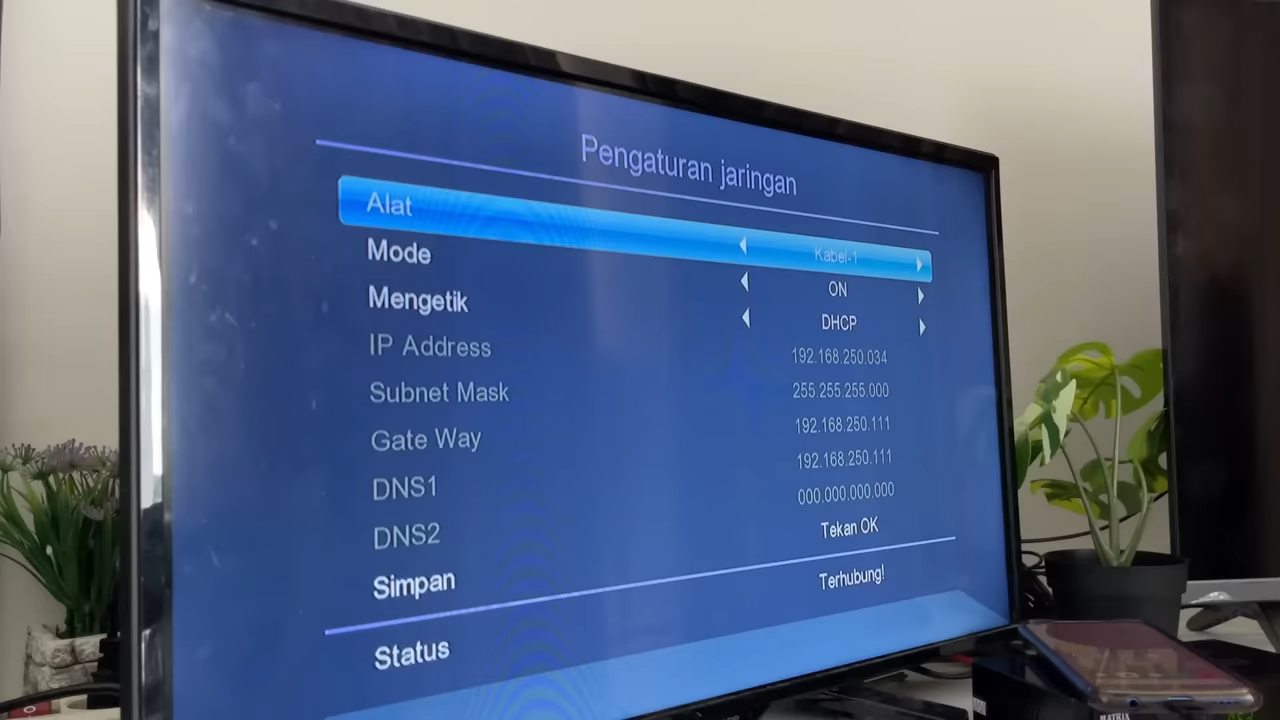 Pengaturan jaringan
Alat Kabel-1
Mode ON
Mengetik DHCP
IP Address 192.168.250.034
Subnet Mask 255.255.255.000
Gate Way 192.168.250.111
DNS1 192.168.250.111
DNS2 000.000.000.000
Simpan Tekan OK
Status Terhubung!
MATRIX